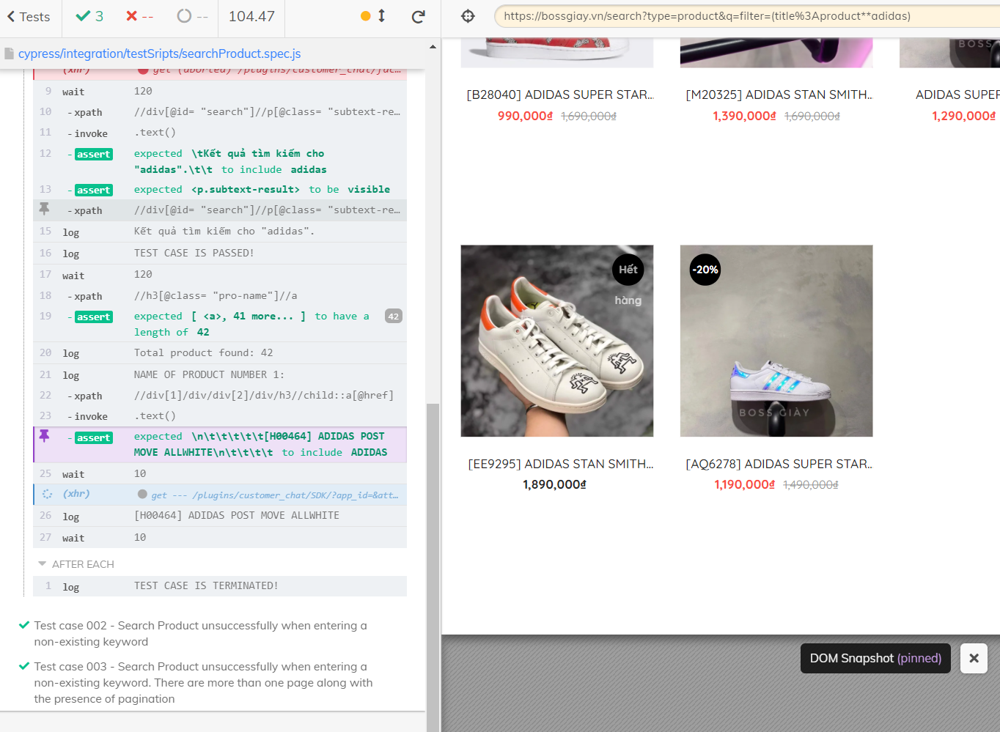 Tests
3
--
--
104.47
https://bossgiay.vn/search?type=product&q=filter=(title%3Aproduct**adidas)
cypress/integration/testSripts/searchProduct.spec.js
(xhr) get (aborted) /plugins/customer_chat/fac...
9 wait 120
10 -xpath //div[@id= "search"]//p[@class= "subtext-re...
11 -invoke .text()
12 -assert expected \tKết quả tìm kiếm cho
"adidas".\t\t to include adidas
13 -assert expected <p.subtext-result> to be visible
-xpath //div[@id= "search"]//p[@class= "subtext-re...
15 log Kết quả tìm kiếm cho "adidas".
16 log TEST CASE IS PASSED!
17 wait 120
18 -xpath //h3[@class= "pro-name"]//a
19 -assert expected [ <a>, 41 more... ] to have a 42
length of 42
20 log Total product found: 42
21 log NAME OF PRODUCT NUMBER 1:
22 -xpath //div[1]/div/div[2]/div/h3//child::a[@href]
23 -invoke .text()
-assert expected \n\t\t\t\t\t[H00464] ADIDAS POST
MOVE ALLWHITE\n\t\t\t\t to include ADIDAS
25 wait 10
(xhr) get --- /plugins/customer_chat/SDK/?app_id=&att...
26 log [H00464] ADIDAS POST MOVE ALLWHITE
27 wait 10
AFTER EACH
1 log TEST CASE IS TERMINATED!
Test case 002 - Search Product unsuccessfully when entering a
non-existing keyword
Test case 003 - Search Product unsuccessfully when entering a
non-existing keyword. There are more than one page along with
the presence of pagination
BOSS
[B28040] ADIDAS SUPER STAR...
990,000₫ 1,690,000₫
[M20325] ADIDAS STAN SMITH...
1,390,000₫ 1,690,000₫
ADIDAS SUPER
1,290,000₫
Hết
hàng
-20%
BOSS GIÀY
[EE9295] ADIDAS STAN SMITH...
1,890,000₫
[AQ6278] ADIDAS SUPER STAR...
1,190,000₫ 1,490,000₫
DOM Snapshot (pinned)